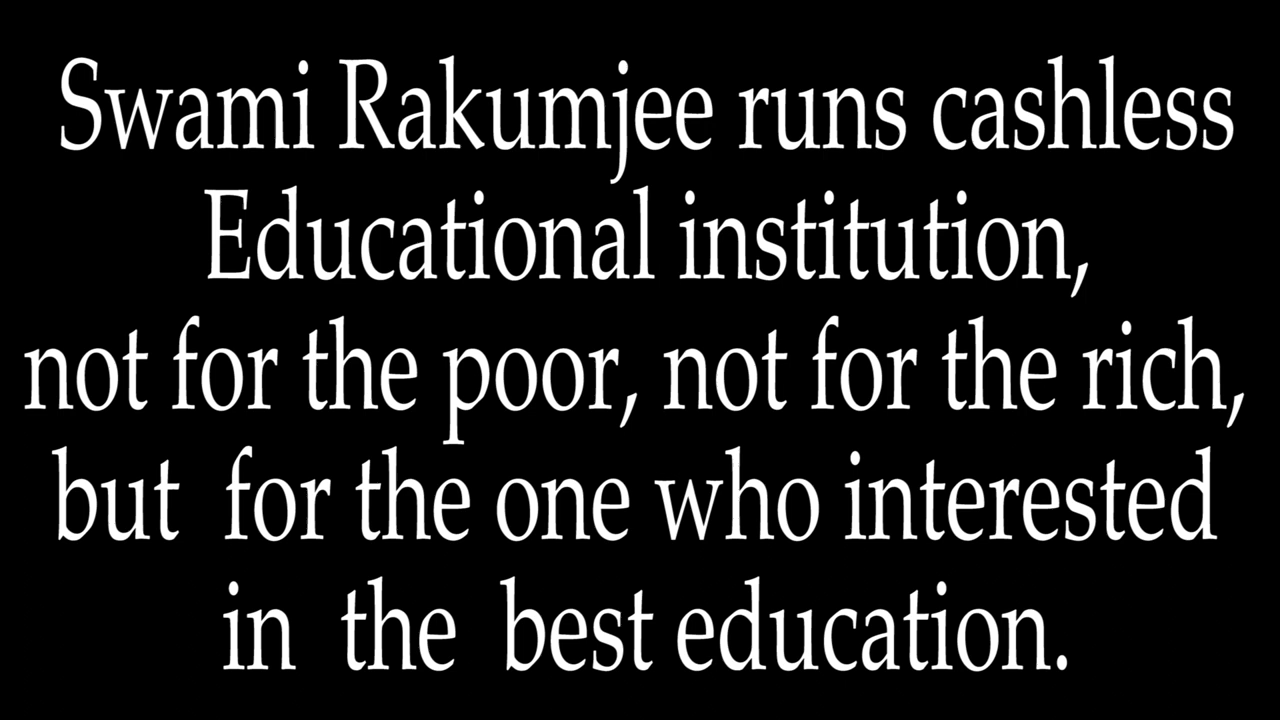 Swami Rakumjee runs cashless
Educational institution,
not for the poor, not for the rich,
but for the one who interested
in the best education.